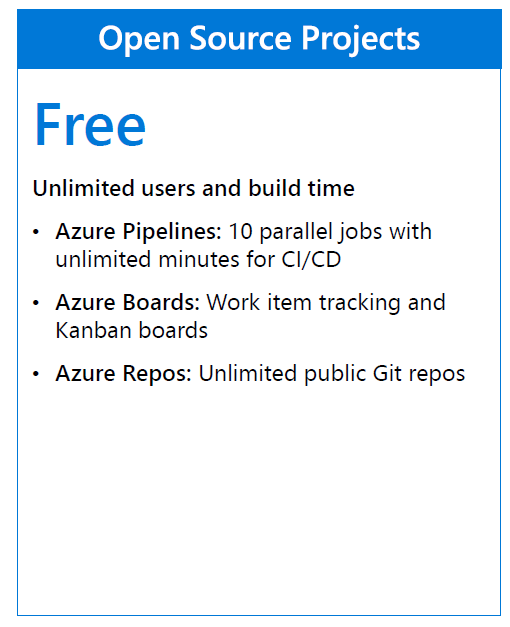 Open Source Projects
Free
Unlimited users and build time
• Azure Pipelines: 10 parallel jobs with
unlimited minutes for CI/CD
• Azure Boards: Work item tracking and
Kanban boards
• Azure Repos: Unlimited public Git repos